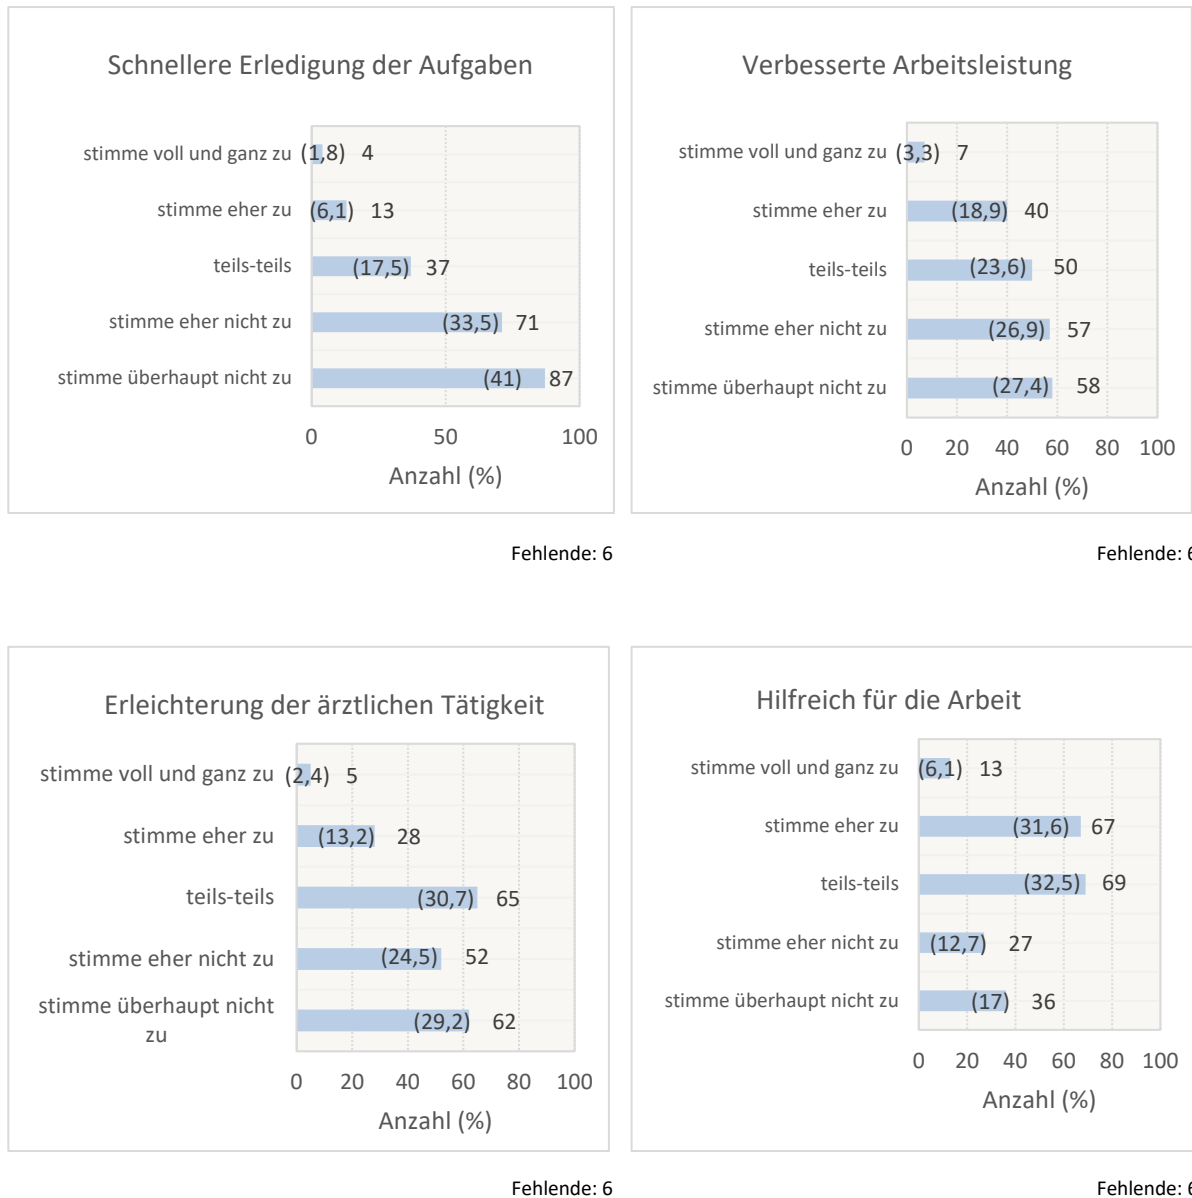 Schnellere Erledigung der Aufgaben
stimme voll und ganz zu (1,8) 4
stimme eher zu (6,1) 13
teils-teils (17,5) 37
stimme eher nicht zu (33,5) 71
stimme überhaupt nicht zu (41) 87
0 50 100
Anzahl (%)
Fehlende: 6
Verbesserte Arbeitsleistung
stimme voll und ganz zu (3,3) 7
stimme eher zu (18,9) 40
teils-teils (23,6) 50
stimme eher nicht zu (26,9) 57
stimme überhaupt nicht zu (27,4) 58
0 20 40 60 80 100
Anzahl (%)
Fehlende: 6
Erleichterung der ärztlichen Tätigkeit
stimme voll und ganz zu (2,4) 5
stimme eher zu (13,2) 28
teils-teils (30,7) 65
stimme eher nicht zu (24,5) 52
stimme überhaupt nicht
zu (29,2) 62
0 20 40 60 80 100
Anzahl (%)
Fehlende: 6
Hilfreich für die Arbeit
stimme voll und ganz zu (6,1) 13
stimme eher zu (31,6) 67
teils-teils (32,5) 69
stimme eher nicht zu (12,7) 27
stimme überhaupt nicht zu (17) 36
0 20 40 60 80 100
Anzahl (%)
Fehlende: 6